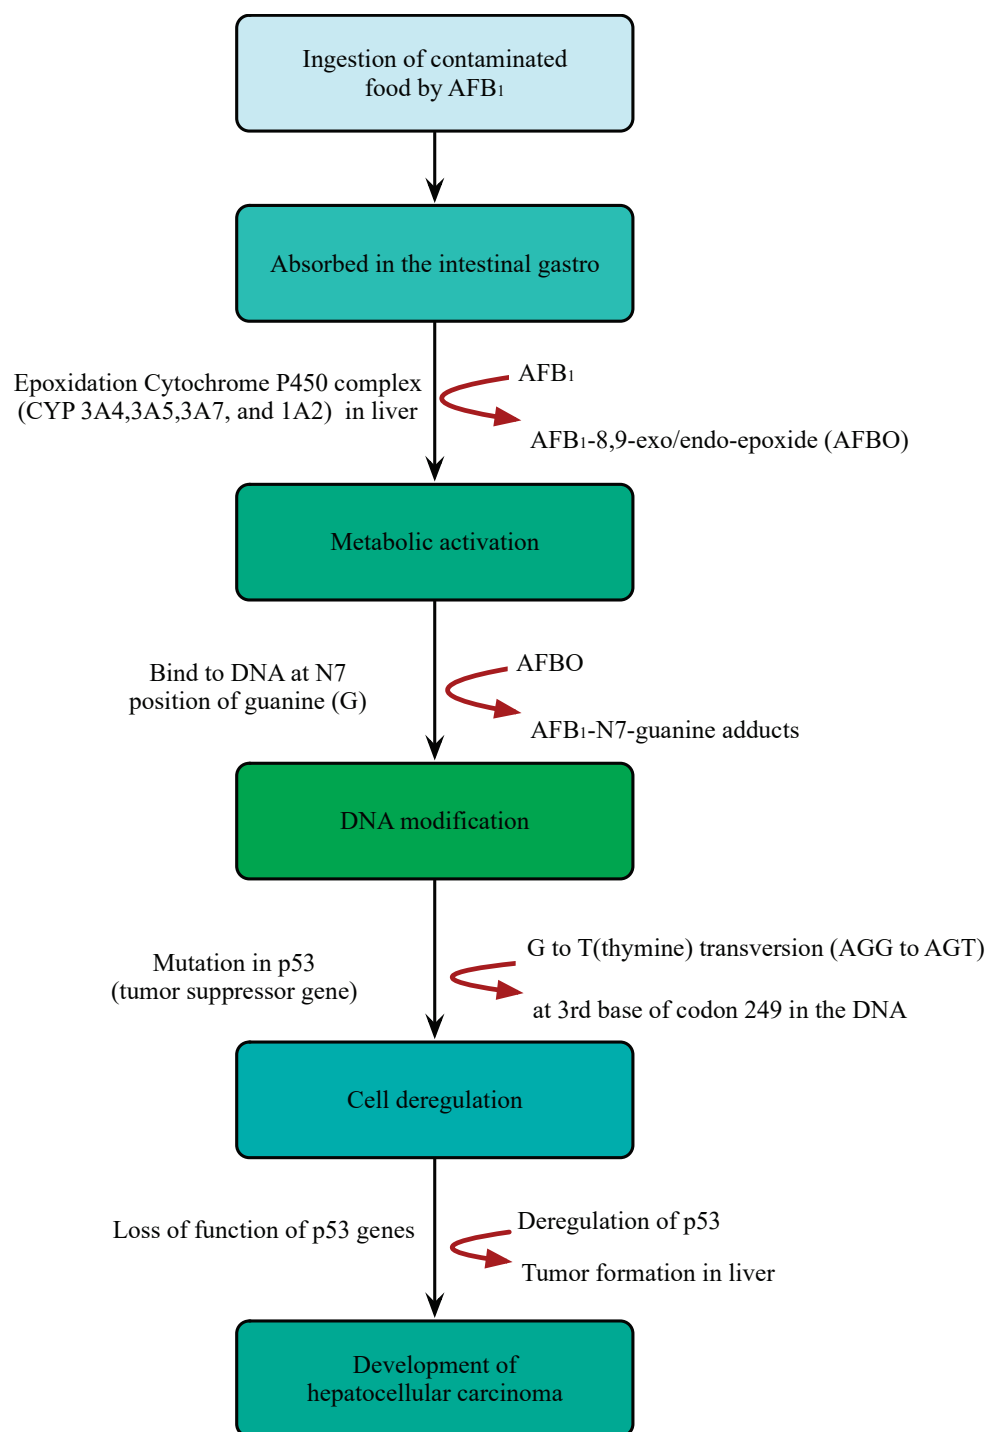 Ingestion of contaminated
food by AFB₁
Absorbed in the intestinal gastro
Epoxidation Cytochrome P450 complex
(CYP 3A4,3A5,3A7, and 1A2) in liver
AFB₁
AFB₁-8,9-exo/endo-epoxide (AFBO)
Metabolic activation
Bind to DNA at N7
position of guanine (G)
AFBO
AFB₁-N7-guanine adducts
DNA modification
Mutation in p53
(tumor suppressor gene)
G to T(thymine) transversion (AGG to AGT)
at 3rd base of codon 249 in the DNA
Cell deregulation
Loss of function of p53 genes
Deregulation of p53
Tumor formation in liver
Development of
hepatocellular carcinoma